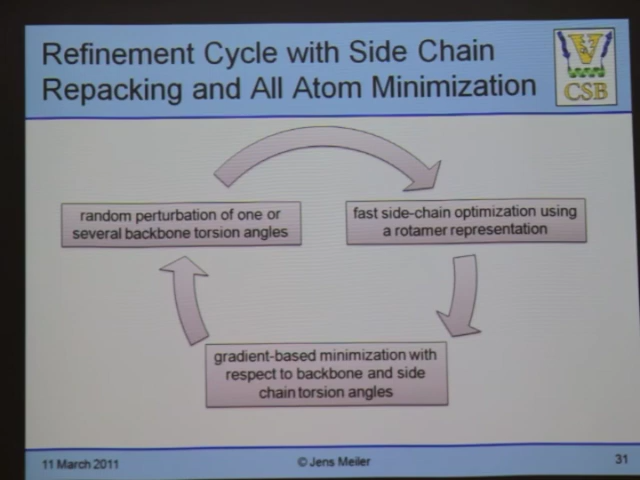 Refinement Cycle with Side Chain
Repacking and All Atom Minimization
V
CSB
random perturbation of one or
several backbone torsion angles
fast side-chain optimization using
a rotamer representation
gradient-based minimization with
respect to backbone and side
chain torsion angles
11 March 2011
© Jens Meiler
31